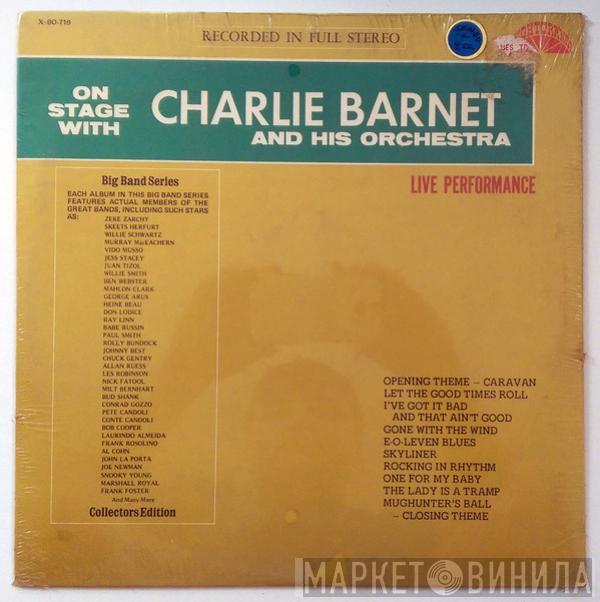 X-80-719
RECORDED IN FULL STEREO
ON
STAGE
WITH
CHARLIE BARNET
AND HIS ORCHESTRA
LIVE PERFORMANCE
Big Band Series
EACH ALBUM IN THIS BIG BAND SERIES
FEATURES ACTUAL MEMBERS OF THE
GREAT BANDS, INCLUDING SUCH STARS
AS:
ZEKE ZARCHY
SKEETS HERFURT
WILLIE SCHWARTZ
MURRAY MacEACHERN
VIDO MUSSO
JESS STACEY
JUAN TIZOL
WILLIE SMITH
BEN WEBSTER
MAHLON CLARK
GEORGE ARUS
HEINE BEAU
DON LODICE
RAY LINN
BABE RUSSIN
PAUL SMITH
ROLLY BUNDOCK
JOHNNY BEST
CHUCK GENTRY
ALLAN RUESS
LES ROBINSON
NICK FATOOL
MILT BERNHART
BUD SHANK
CONRAD GOZZO
PETE CANDOLI
CONTE CANDOLI
BOB COOPER
LAURINDO ALMEIDA
FRANK ROSOLINO
AL COHN
JOHN LA PORTA
JOE NEWMAN
SNOOKY YOUNG
MARSHALL ROYAL
FRANK FOSTER
And Many More
Collectors Edition
OPENING THEME – CARAVAN
LET THE GOOD TIMES ROLL
I'VE GOT IT BAD
AND THAT AIN'T GOOD
GONE WITH THE WIND
E-O-LEVEN BLUES
SKYLINER
ROCKING IN RHYTHM
ONE FOR MY BABY
THE LADY IS A TRAMP
MUGHUNTER'S BALL
– CLOSING THEME
МАРКЕТ ВИНИЛА